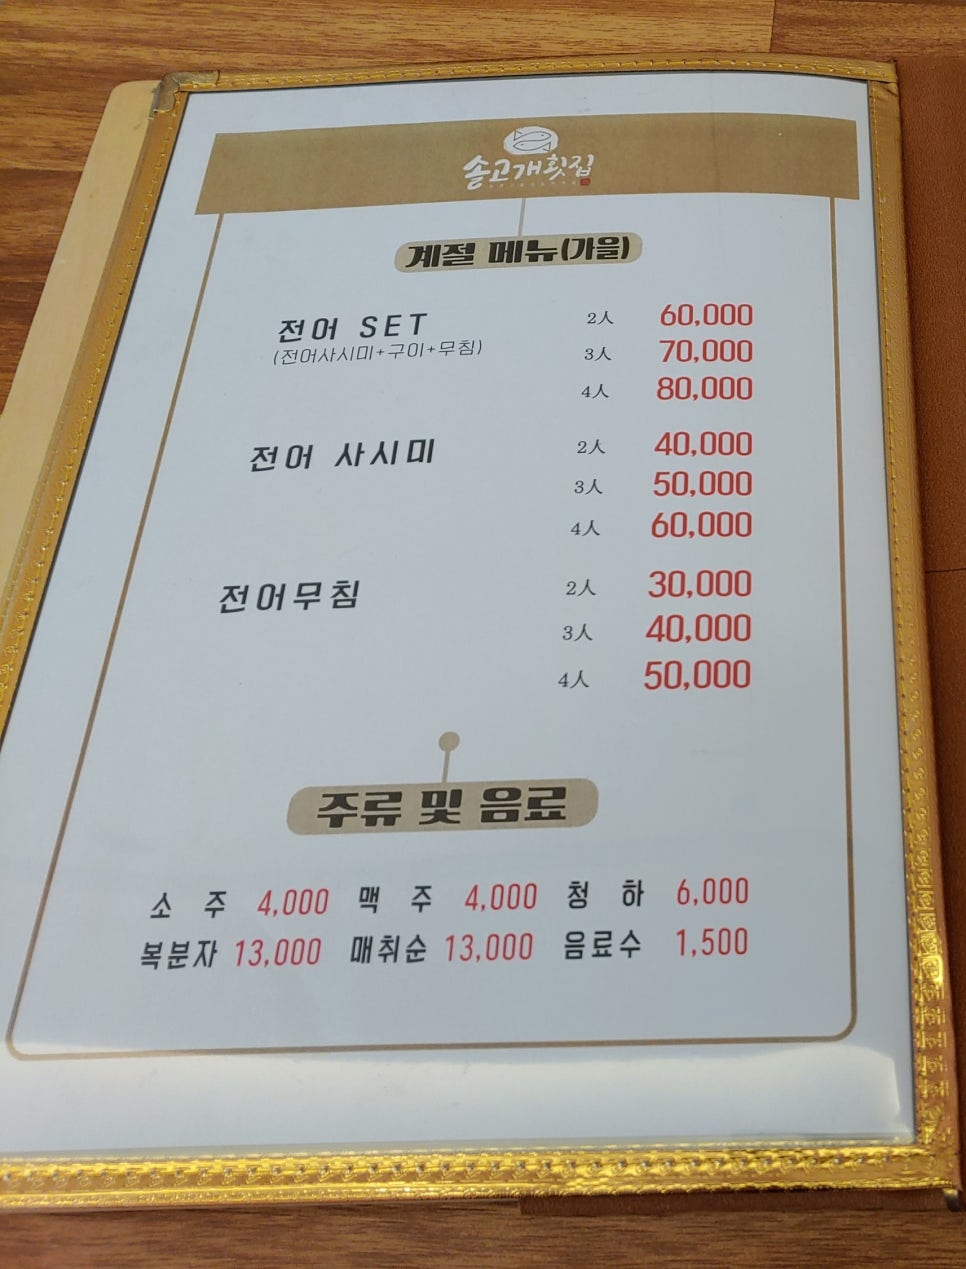 솔고개횟집
계절 메뉴(가을)
전어 SET 2人 60,000
(전어사시미+구이+무침) 3人 70,000
4人 80,000
전어 사시미 2人 40,000
3人 50,000
4人 60,000
전어무침 2人 30,000
3人 40,000
4人 50,000
주류 및 음료
소 주 4,000 맥 주 4,000 청 하 6,000
복분자 13,000 매취순 13,000 음료수 1,500